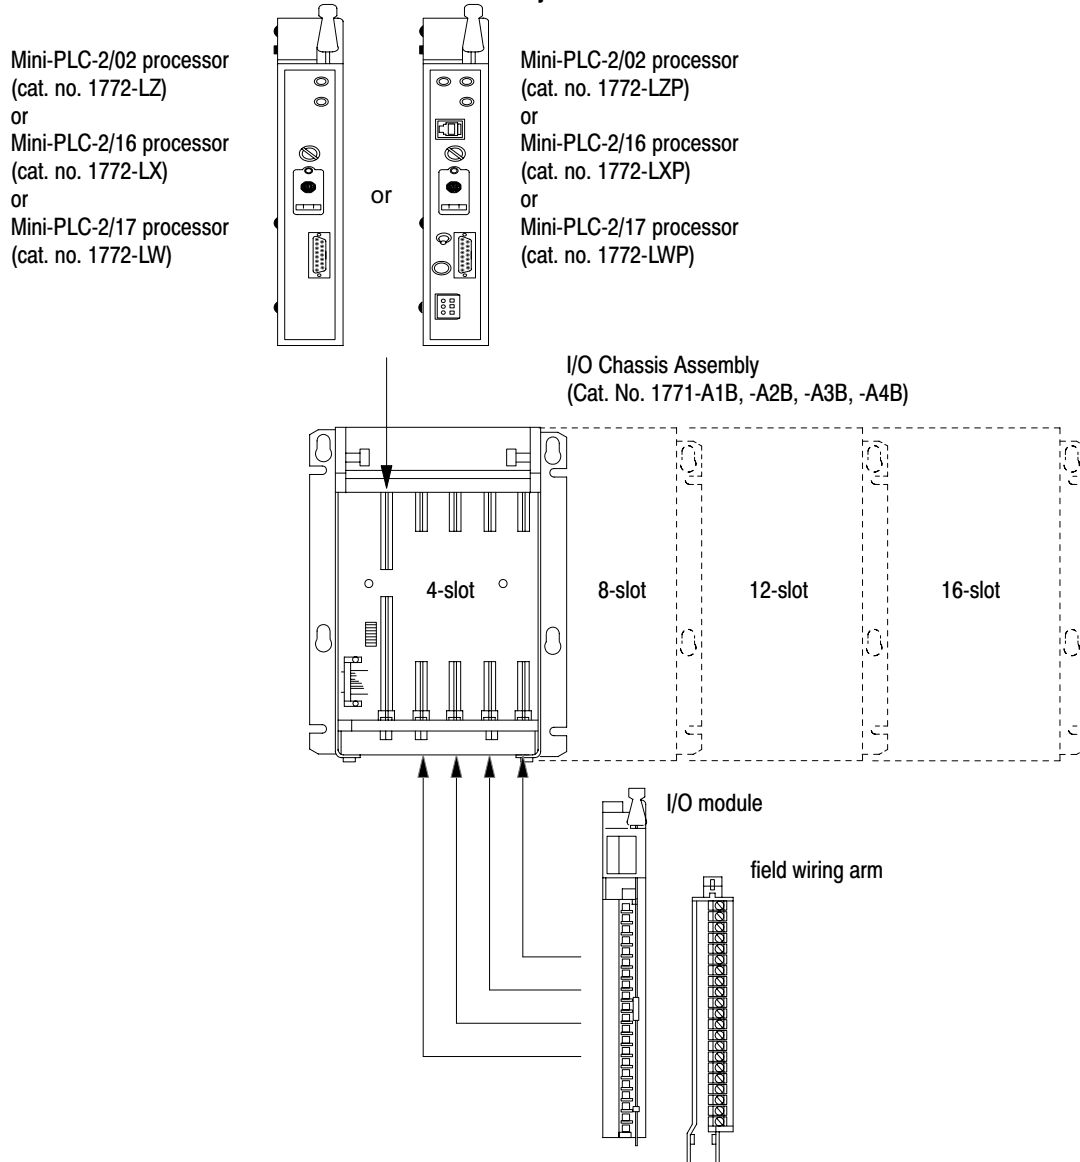 Mini-PLC-2/02 processor
(cat. no. 1772-LZ)
or
Mini-PLC-2/16 processor
(cat. no. 1772-LX)
or
Mini-PLC-2/17 processor
(cat. no. 1772-LW)
or
Mini-PLC-2/02 processor
(cat. no. 1772-LZP)
or
Mini-PLC-2/16 processor
(cat. no. 1772-LXP)
or
Mini-PLC-2/17 processor
(cat. no. 1772-LWP)
I/O Chassis Assembly
(Cat. No. 1771-A1B, -A2B, -A3B, -A4B)
4-slot
8-slot
12-slot
16-slot
I/O module
field wiring arm